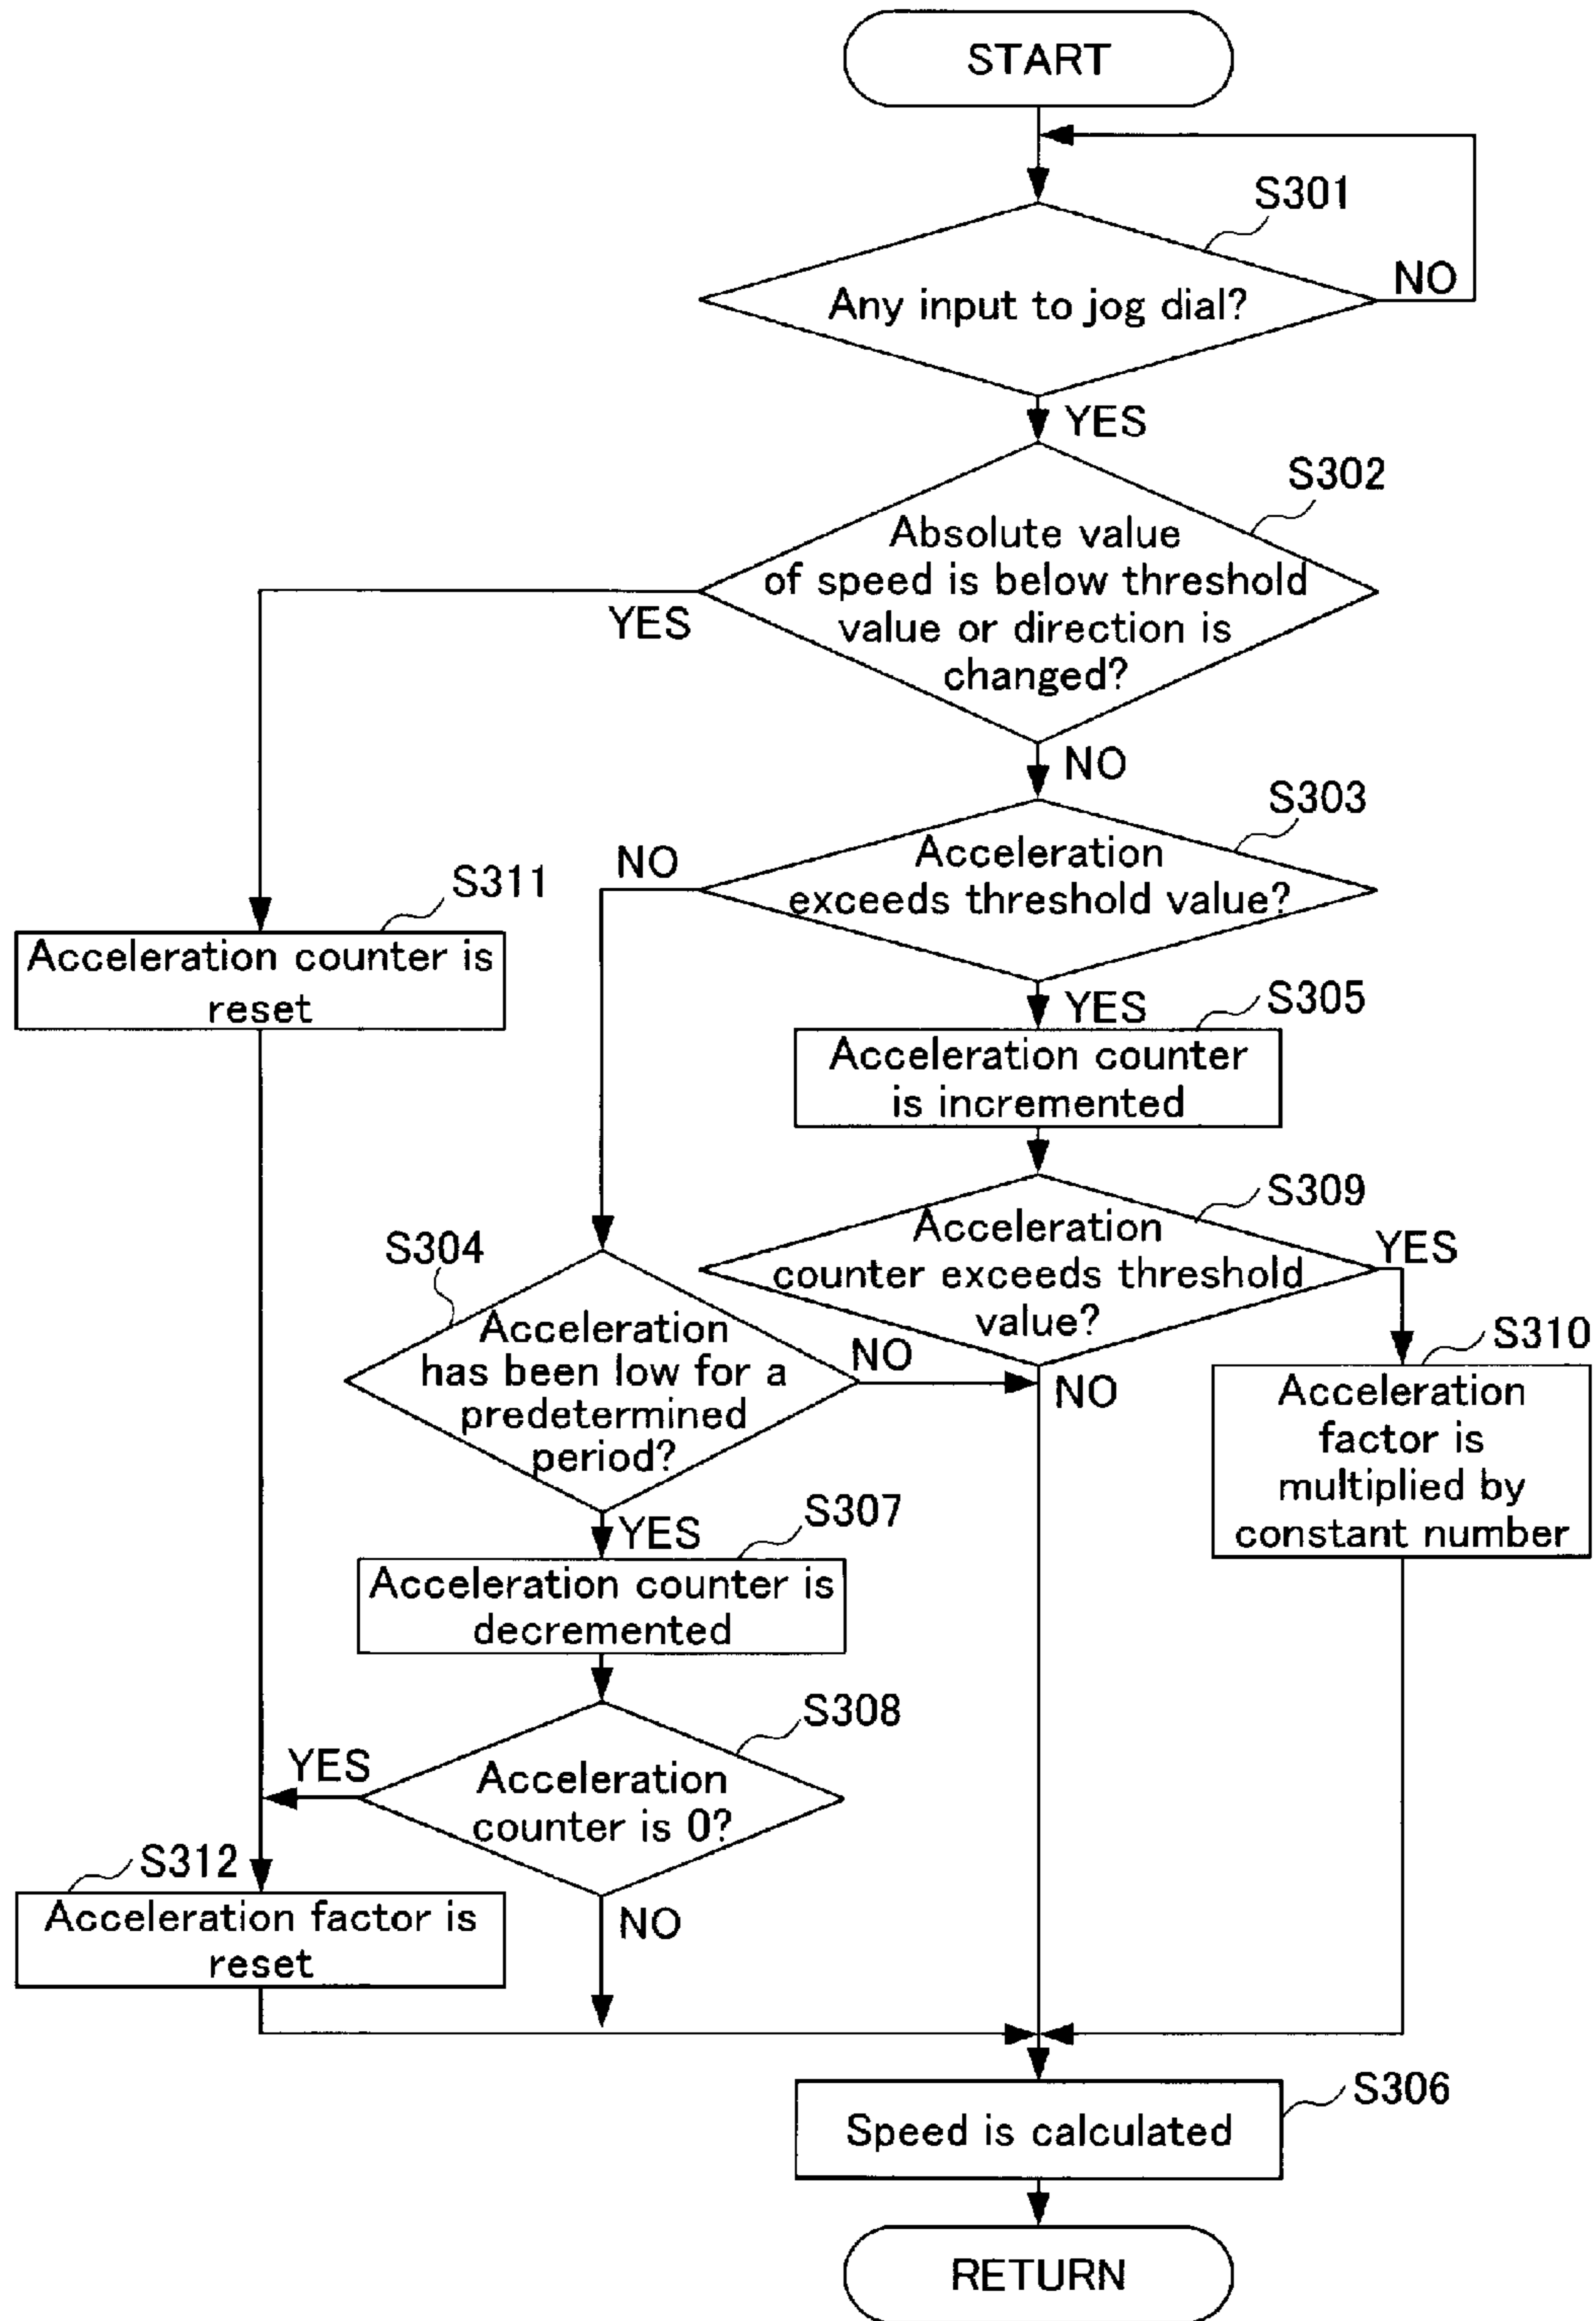 START
S301
Any input to jog dial?
NO
YES
S302
Absolute value
of speed is below threshold
value or direction is
changed?
YES
NO
S303
Acceleration
exceeds threshold value?
NO
S311
Acceleration counter is
reset
YES
S305
Acceleration counter
is incremented
S309
Acceleration
counter exceeds threshold
value?
YES
S304
Acceleration
has been low for a
predetermined
period?
NO
NO
S310
Acceleration
factor is
multiplied by
constant number
YES
S307
Acceleration counter is
decremented
S308
Acceleration
counter is 0?
YES
S312
Acceleration factor is
reset
NO
S306
Speed is calculated
RETURN